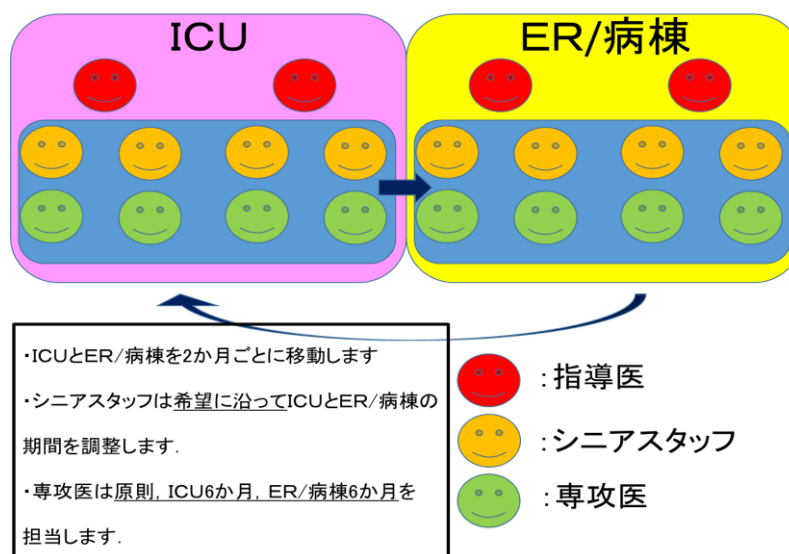 ICU
ER/病棟
・ICUとER/病棟を2か月ごとに移動します
・シニアスタッフは希望に沿ってICUとER/病棟の
期間を調整します.
・専攻医は原則, ICU6か月, ER/病棟6か月を
担当します.
:指導医
:シニアスタッフ
:専攻医